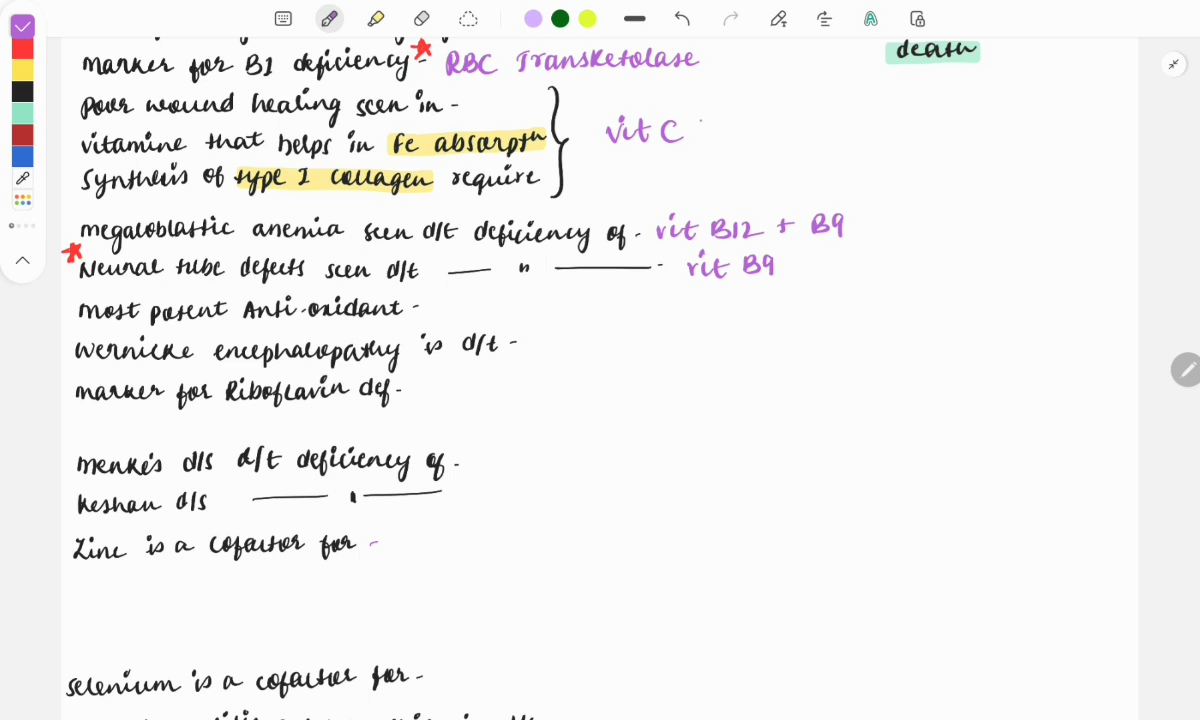 marker for B1 deficiency - RBC Transketolase
death
poor wound healing seen in -
vitamine that helps in Fe absorptn
vit C
Synthesis of type I collagen require
megaloblastic anemia seen d/t deficiency of - vit B12 + B9
Neural tube defects seen d/t — " — - vit B9
most potent Anti-oxidant -
Wernicke encephalopathy is d/t -
marker for Riboflavin def -
menke's d/s d/t deficiency of -
keshan d/s — " —
Zinc is a cofactor for -
selenium is a cofactor for -